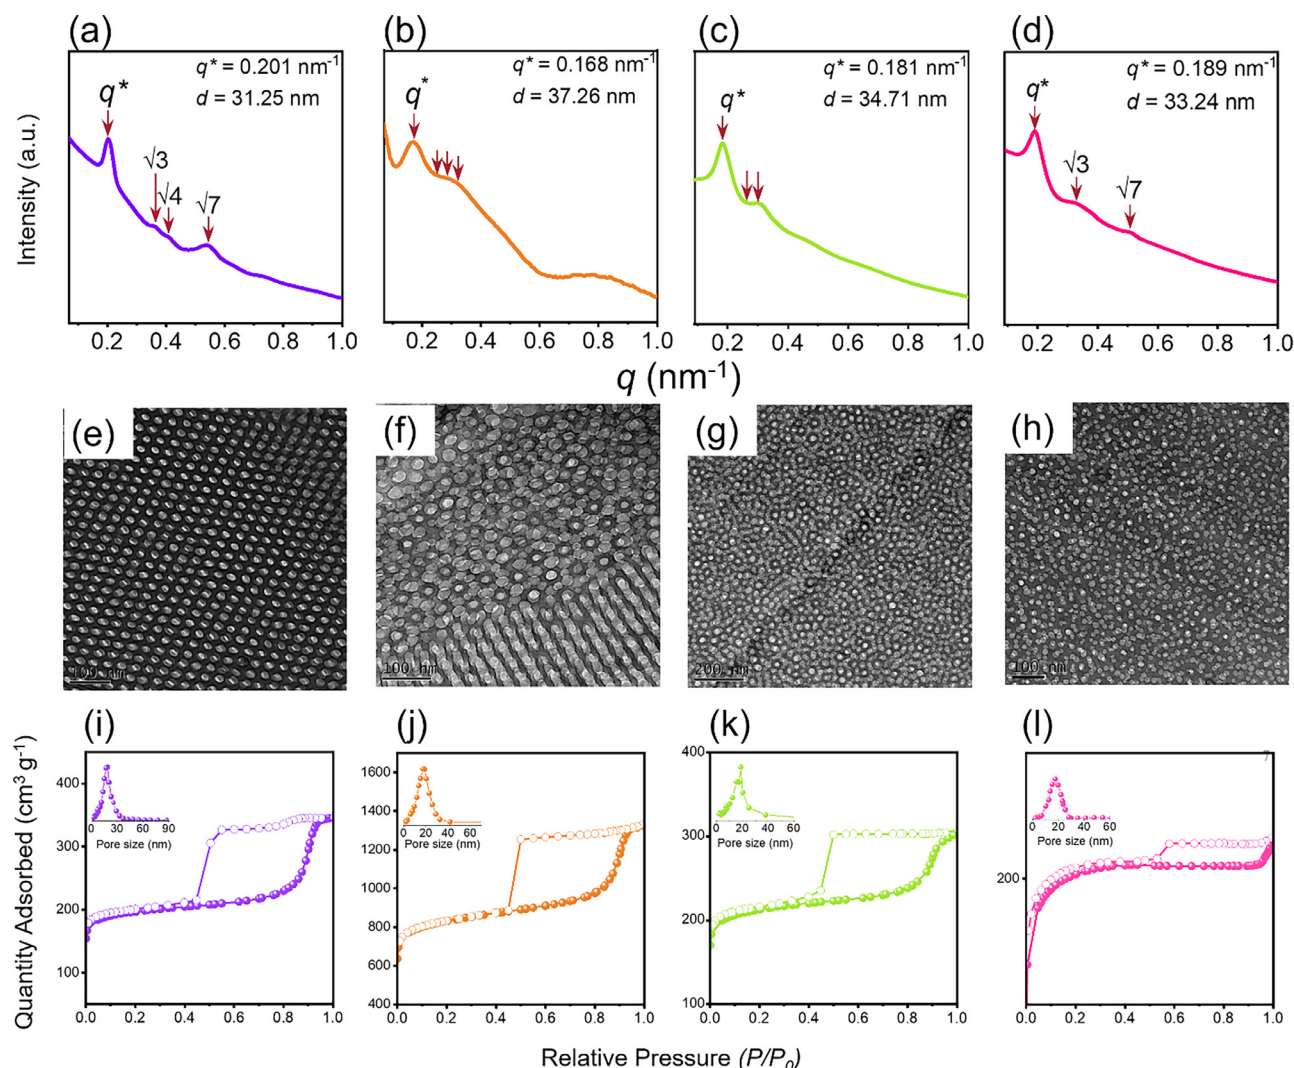 (a)
(b)
(c)
(d)
q* = 0.201 nm-1
d = 31.25 nm
q* = 0.168 nm-1
d = 37.26 nm
q* = 0.181 nm-1
d = 34.71 nm
q* = 0.189 nm-1
d = 33.24 nm
q*
√3
√4
√7
q*
q*
q*
√3
√7
Intensity (a.u.)
0.2 0.4 0.6 0.8 1.0
0.2 0.4 0.6 0.8 1.0
0.2 0.4 0.6 0.8 1.0
0.2 0.4 0.6 0.8 1.0
q (nm-1)
(e)
100 nm
(f)
100 nm
(g)
200 nm
(h)
100 nm
(i)
(j)
(k)
(l)
Quantity Adsorbed (cm3 g-1)
400
300
200
100
0 30 60 90
Pore size (nm)
0.0 0.2 0.4 0.6 0.8 1.0
1600
1400
1200
1000
800
600
400
0 20 40 60
Pore size (nm)
0.0 0.2 0.4 0.6 0.8 1.0
400
300
200
100
0 20 40 60
Pore size (nm)
0.0 0.2 0.4 0.6 0.8 1.0
7
200
0 20 40 60
Pore size (nm)
0.0 0.2 0.4 0.6 0.8 1.0
Relative Pressure (P/P0)